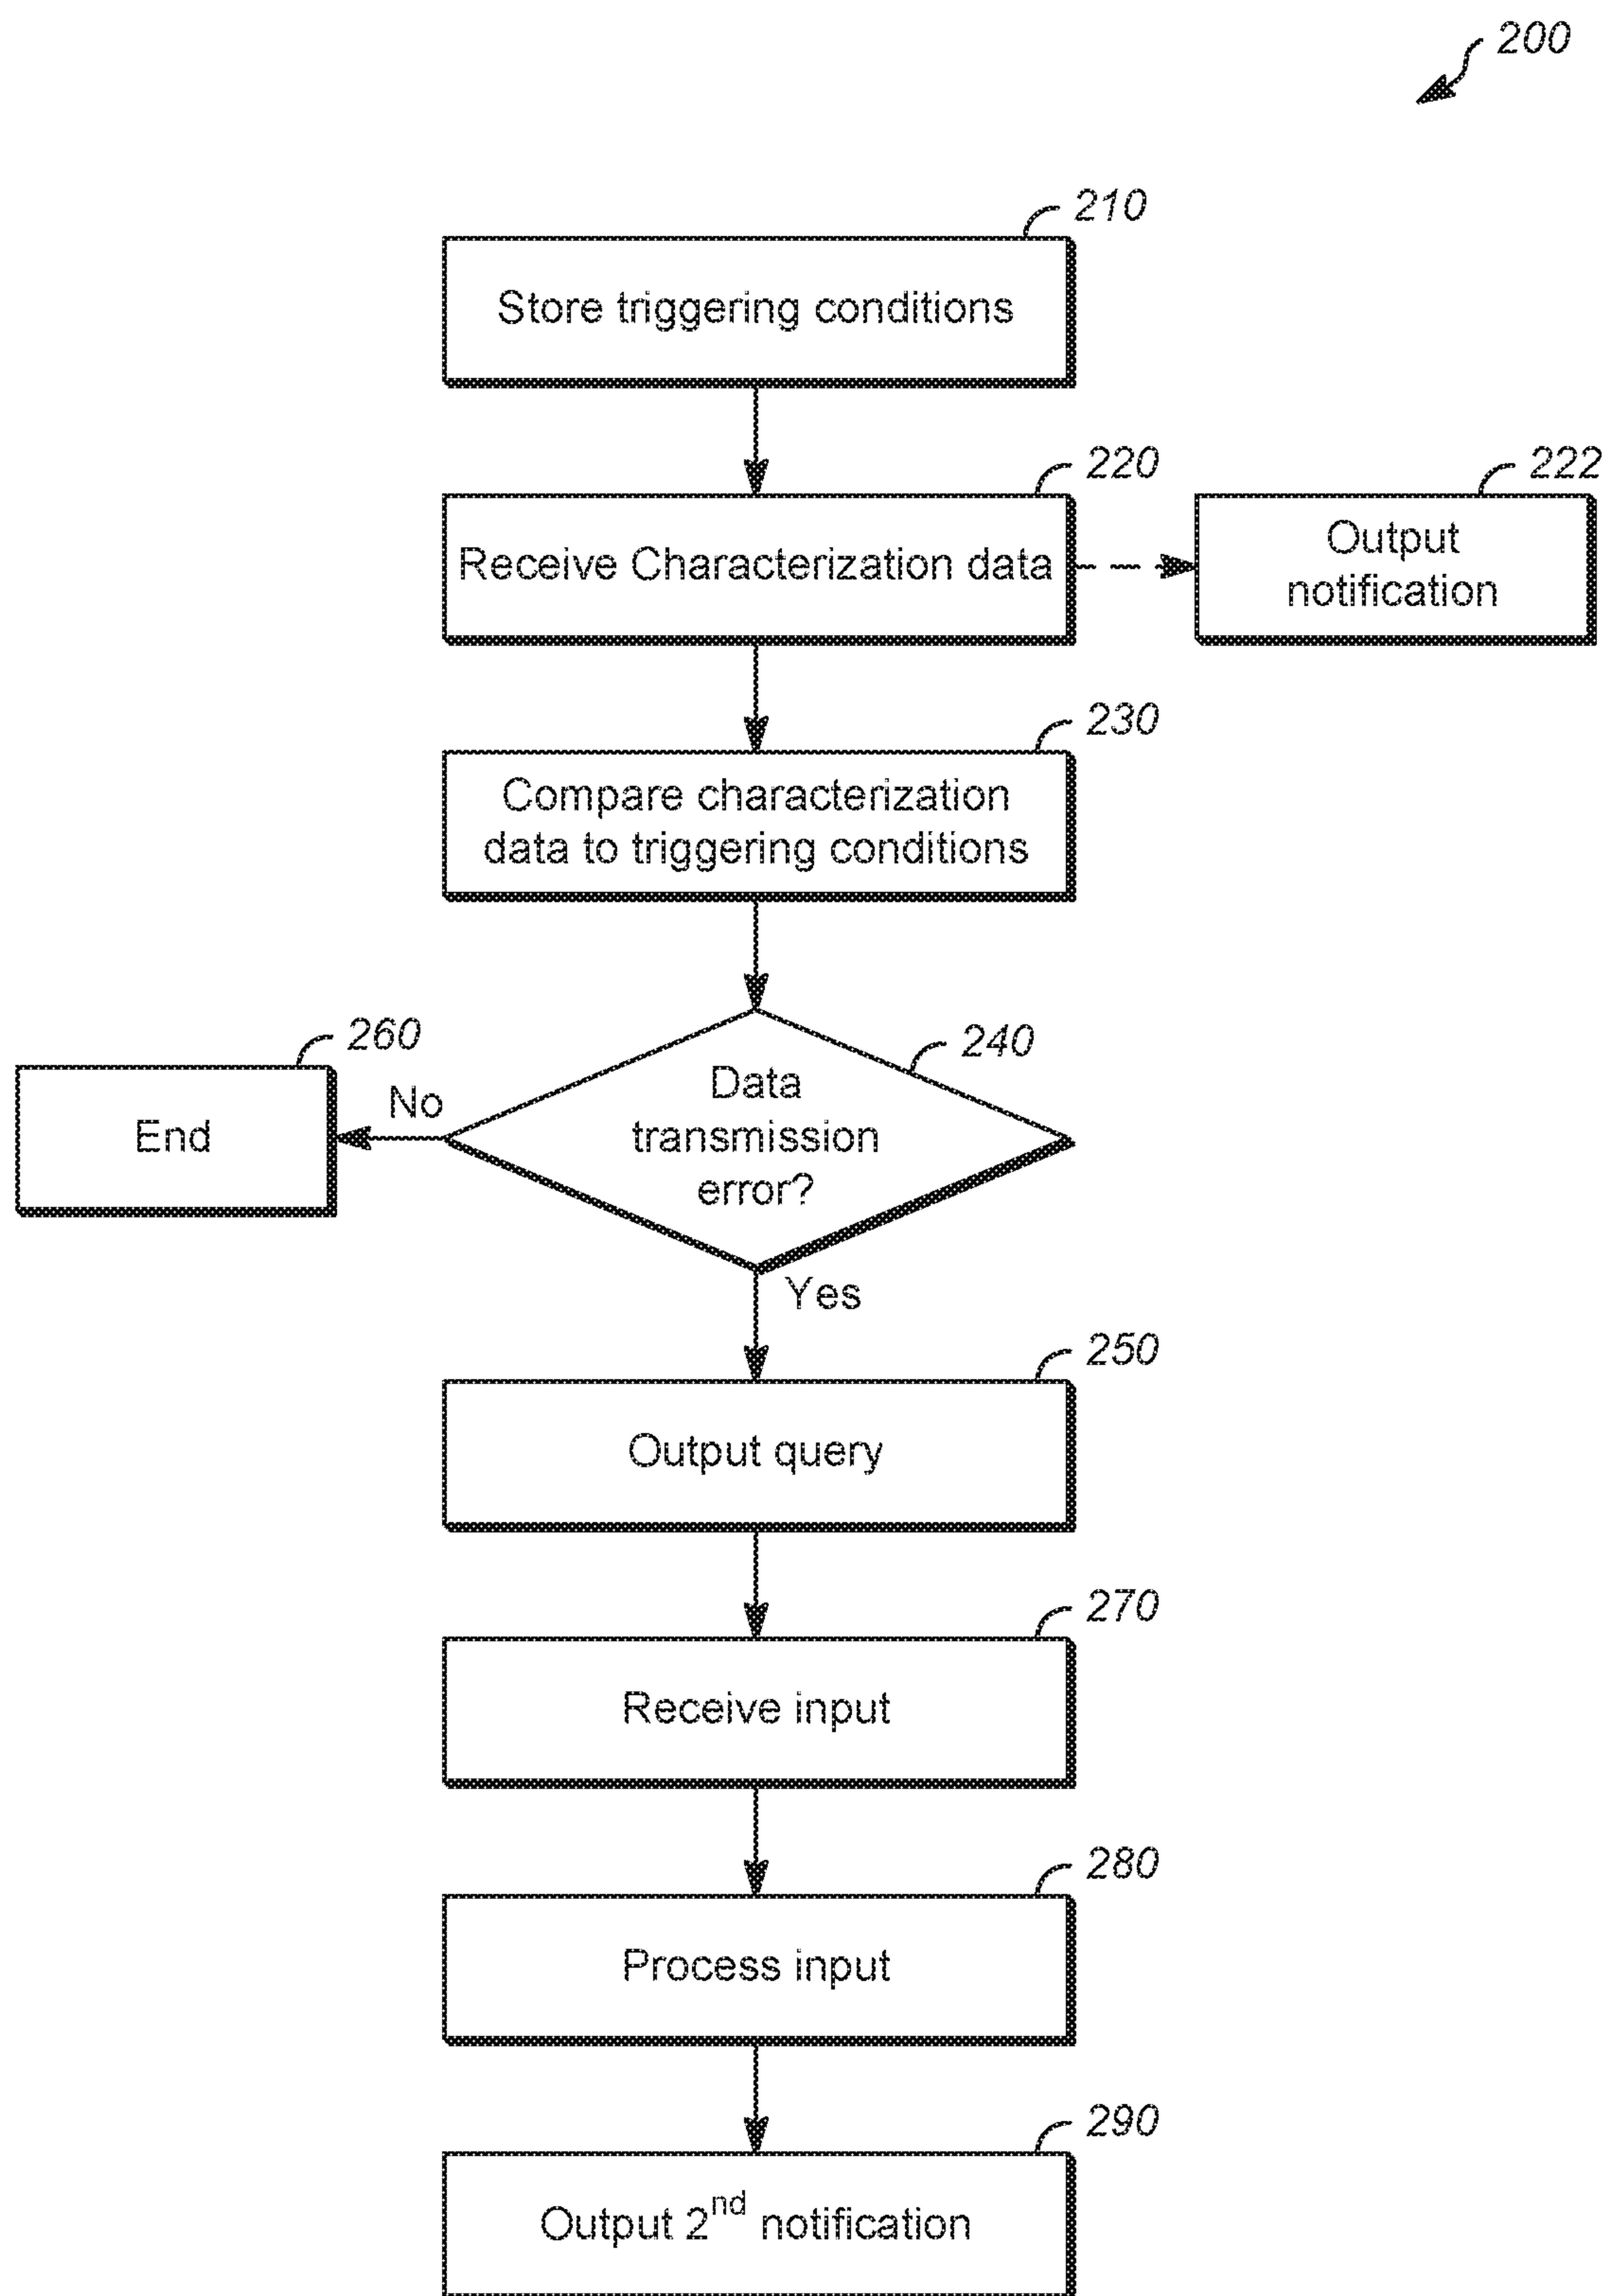 200
210
Store triggering conditions
220
Receive Characterization data
222
Output
notification
230
Compare characterization
data to triggering conditions
240
Data
transmission
error?
No
260
End
Yes
250
Output query
270
Receive input
280
Process input
290
Output 2nd notification